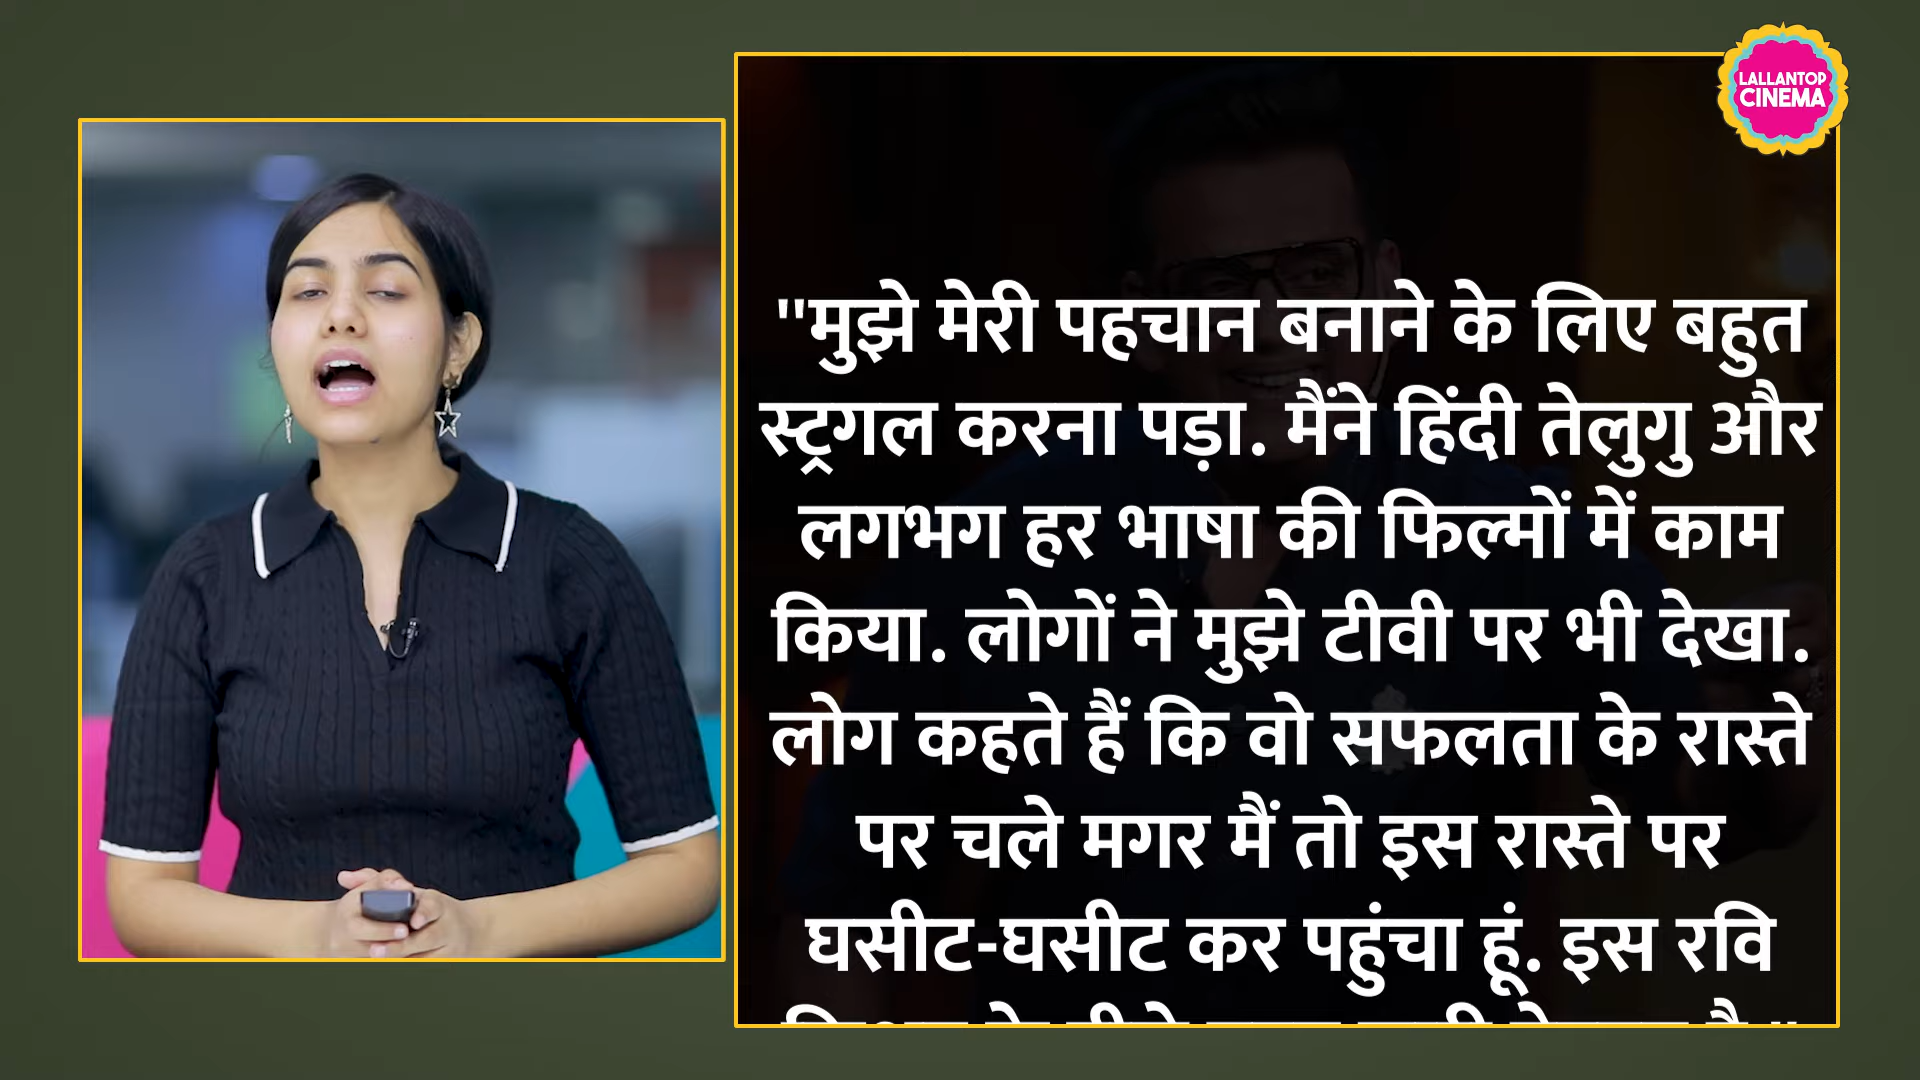 LALLANTOP
CINEMA
"मुझे मेरी पहचान बनाने के लिए बहुत
स्ट्रगल करना पड़ा. मैंने हिंदी तेलुगु और
लगभग हर भाषा की फिल्मों में काम
किया. लोगों ने मुझे टीवी पर भी देखा.
लोग कहते हैं कि वो सफलता के रास्ते
पर चले मगर मैं तो इस रास्ते पर
घसीट-घसीट कर पहुंचा हूं. इस रवि